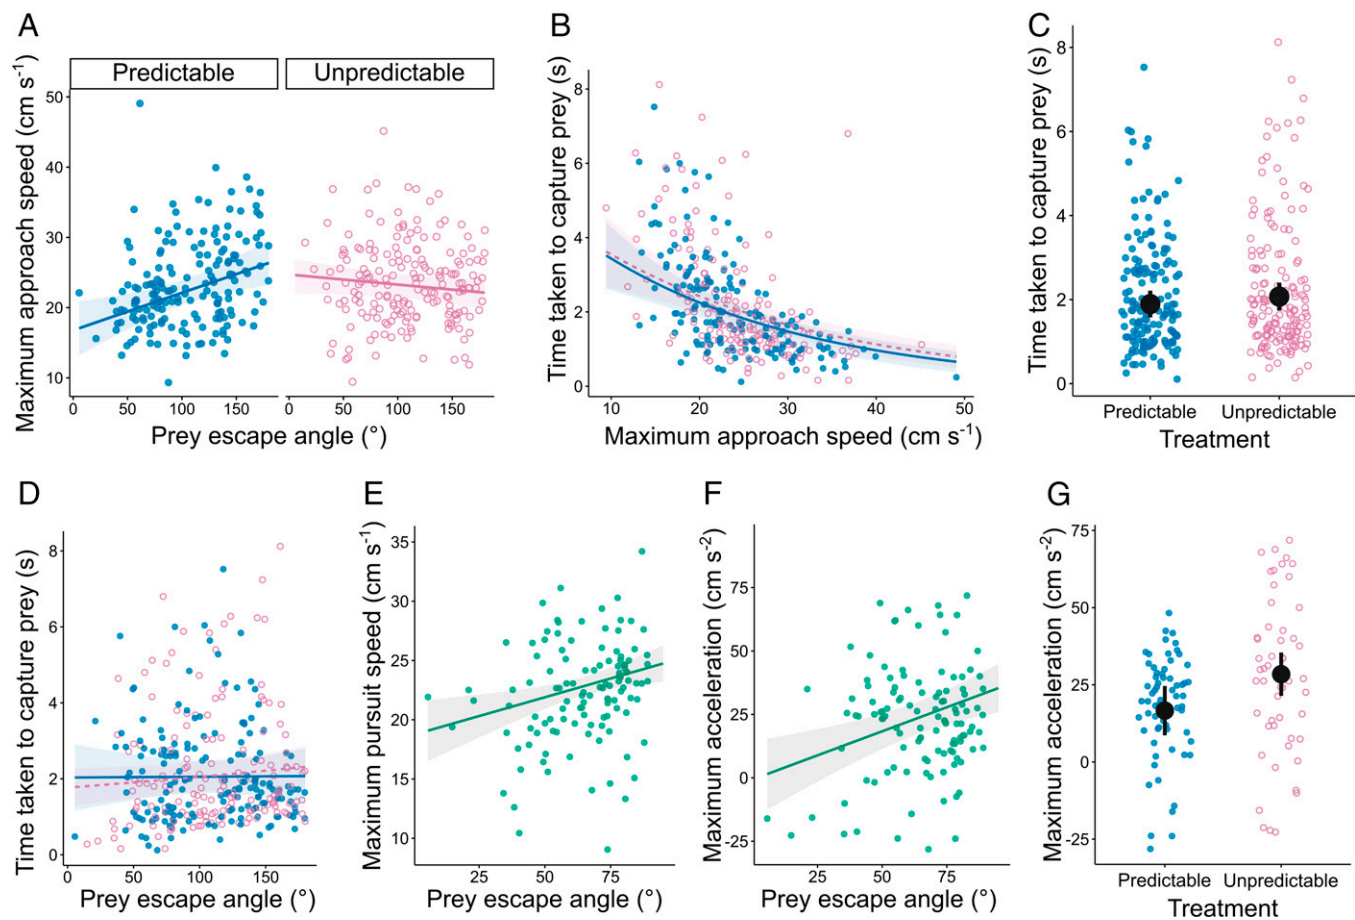 A
Predictable
Unpredictable
Maximum approach speed (cm s⁻¹)
50
40
30
20
10
0 50 100 150
0 50 100 150
Prey escape angle (°)
B
Time taken to capture prey (s)
8
6
4
2
0
10 20 30 40 50
Maximum approach speed (cm s⁻¹)
C
Time taken to capture prey (s)
8
6
4
2
0
Predictable Unpredictable
Treatment
D
Time taken to capture prey (s)
8
6
4
2
0
0 50 100 150
Prey escape angle (°)
E
Maximum pursuit speed (cm s⁻¹)
35
30
25
20
15
10
25 50 75
Prey escape angle (°)
F
Maximum acceleration (cm s⁻²)
75
50
25
0
-25
25 50 75
Prey escape angle (°)
G
Maximum acceleration (cm s⁻²)
75
50
25
0
-25
Predictable Unpredictable
Treatment